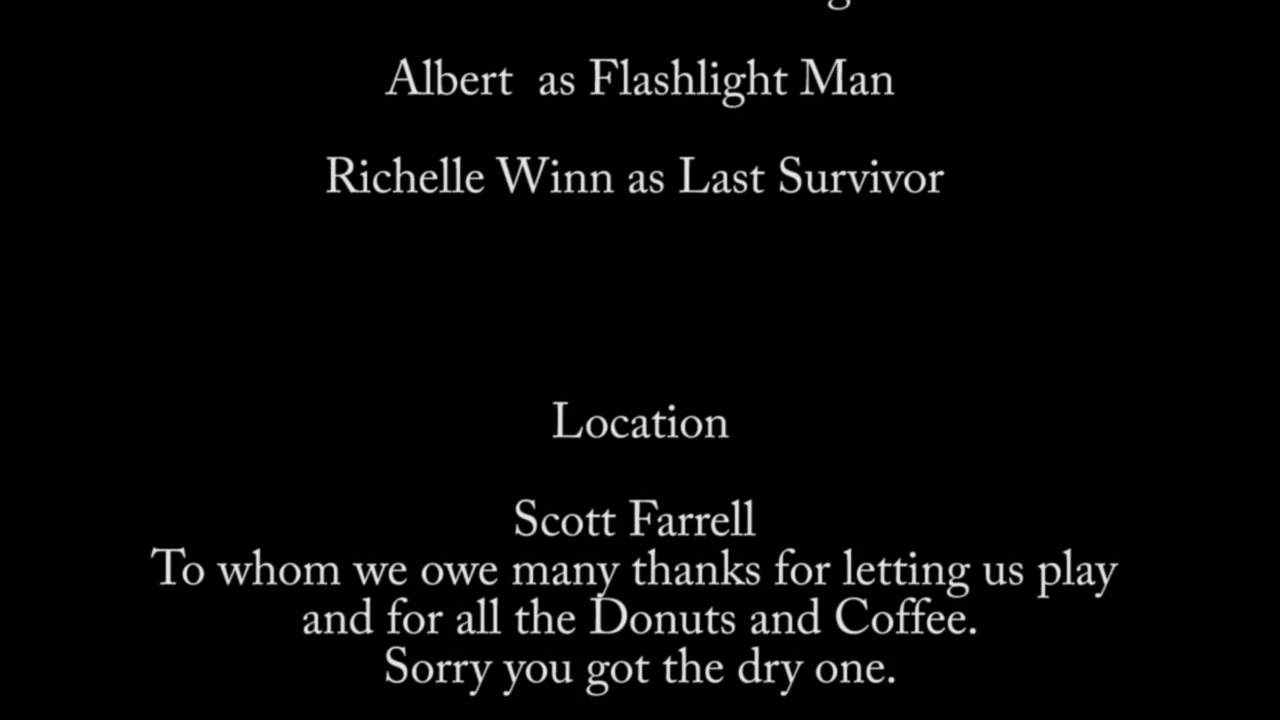 Albert  as Flashlight Man
Richelle Winn as Last Survivor
Location
Scott Farrell
To whom we owe many thanks for letting us play
and for all the Donuts and Coffee.
Sorry you got the dry one.